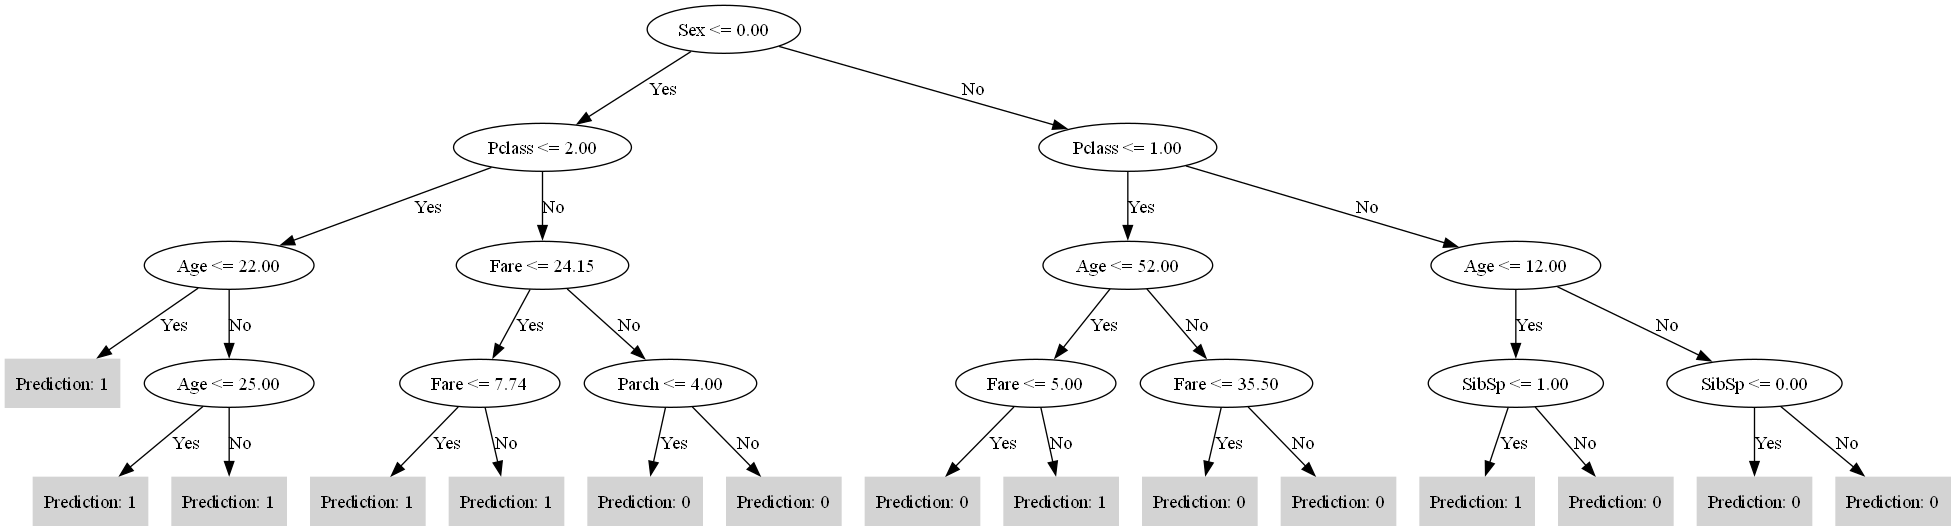 Sex <= 0.00
Yes
No
Pclass <= 2.00
Pclass <= 1.00
Yes
No
Yes
No
Age <= 22.00
Fare <= 24.15
Age <= 52.00
Age <= 12.00
Yes
No
Yes
No
Yes
No
Yes
No
Prediction: 1
Age <= 25.00
Fare <= 7.74
Parch <= 4.00
Fare <= 5.00
Fare <= 35.50
SibSp <= 1.00
SibSp <= 0.00
Yes
No
Yes
No
Yes
No
Yes
No
Yes
No
Yes
No
Yes
No
Prediction: 1
Prediction: 1
Prediction: 1
Prediction: 1
Prediction: 0
Prediction: 0
Prediction: 0
Prediction: 1
Prediction: 0
Prediction: 0
Prediction: 1
Prediction: 0
Prediction: 0
Prediction: 0